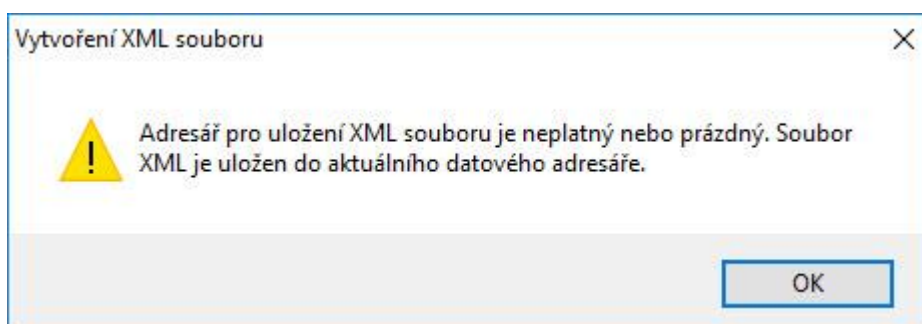 Vytvoření XML souboru
Adresář pro uložení XML souboru je neplatný nebo prázdný. Soubor
XML je uložen do aktuálního datového adresáře.
OK